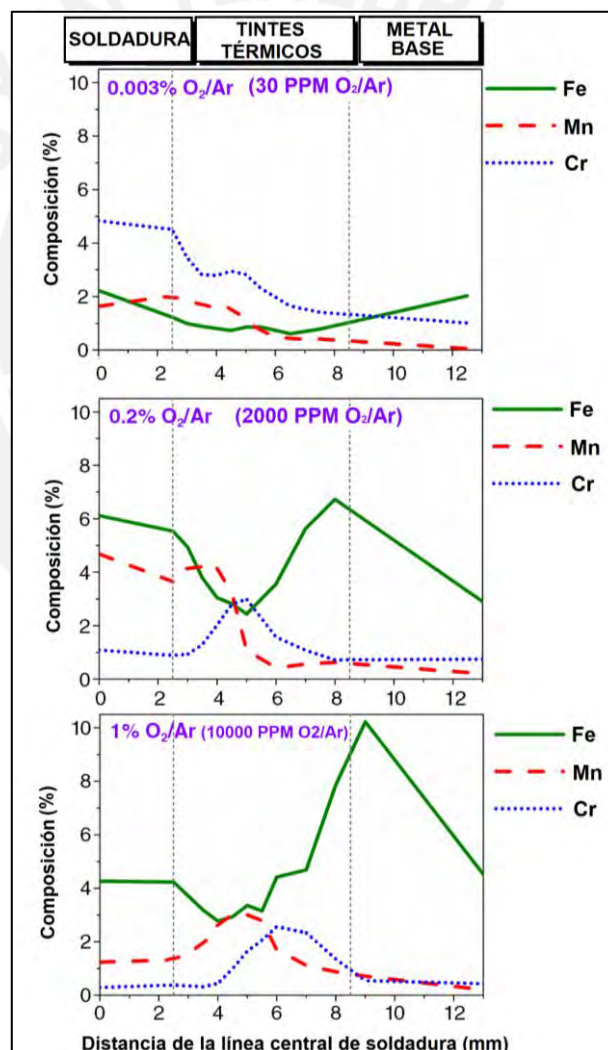 SOLDADURA
TINTES
TÉRMICOS
METAL
BASE
0.003% O₂/Ar (30 PPM O₂/Ar)
Composición (%)
10
8
6
4
2
0
0 2 4 6 8 10 12
Fe
Mn
Cr
0.2% O₂/Ar (2000 PPM O₂/Ar)
Composición (%)
10
8
6
4
2
0
0 2 4 6 8 10 12
Fe
Mn
Cr
1% O₂/Ar (10000 PPM O2/Ar)
Composición (%)
10
8
6
4
2
0
0 2 4 6 8 10 12
Fe
Mn
Cr
Distancia de la línea central de soldadura (mm)